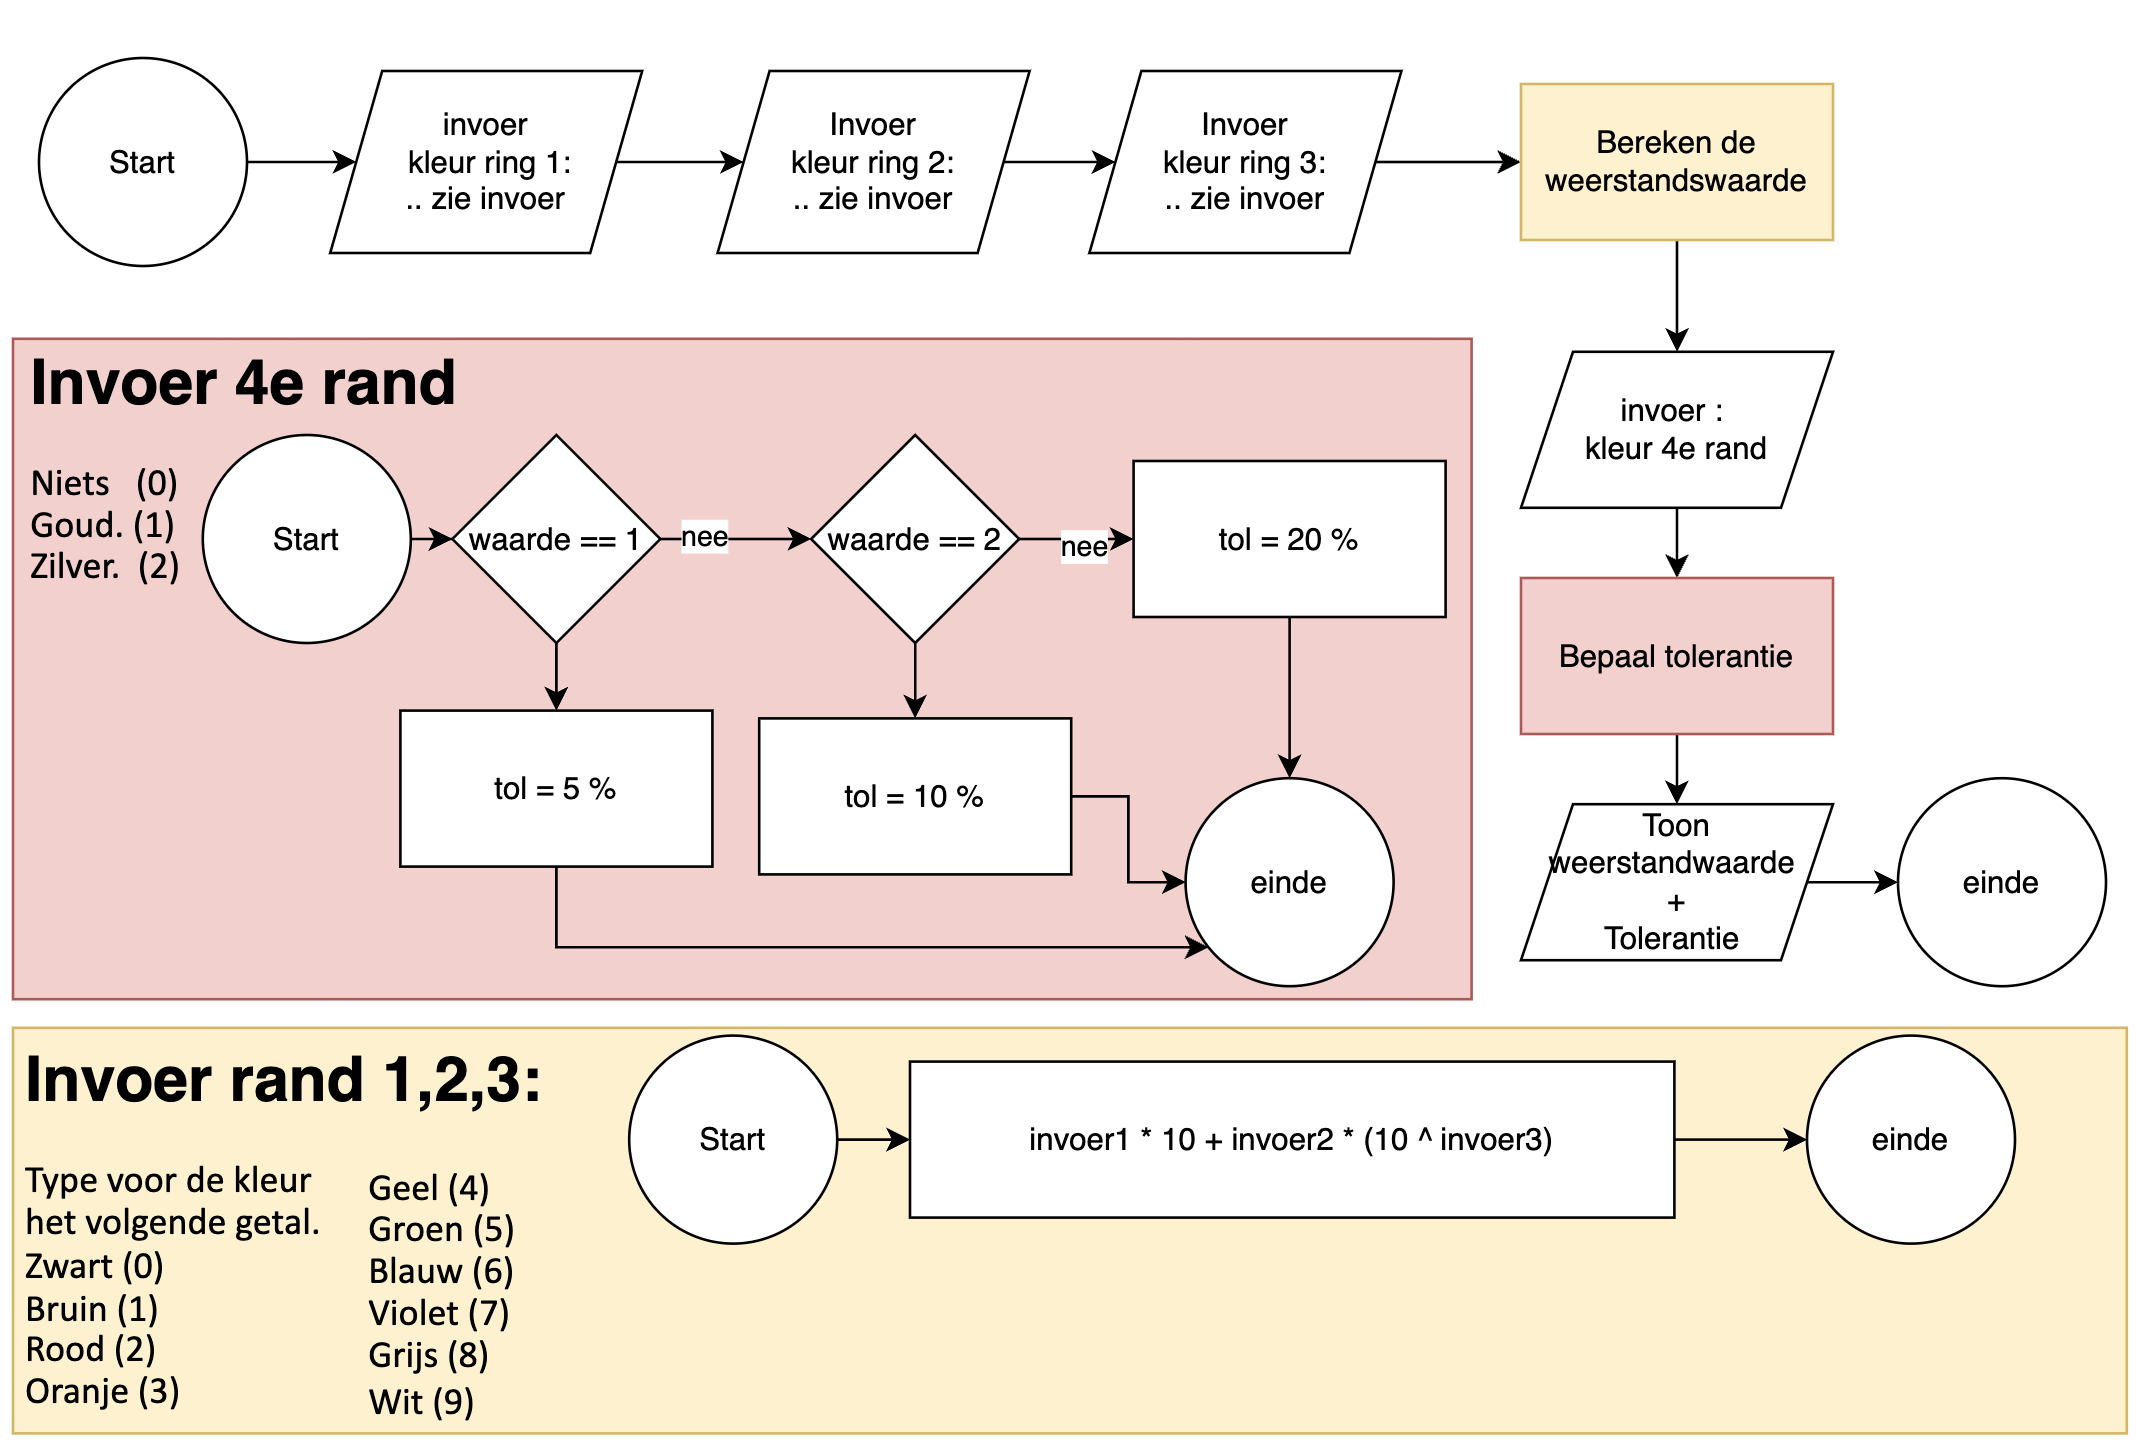 Start
invoer
kleur ring 1:
.. zie invoer
Invoer
kleur ring 2:
.. zie invoer
Invoer
kleur ring 3:
.. zie invoer
Bereken de
weerstandswaarde
invoer :
kleur 4e rand
Bepaal tolerantie
Toon
weerstandwaarde
+
Tolerantie
einde
Invoer 4e rand
Niets (0)
Goud. (1)
Zilver. (2)
Start
waarde == 1
nee
waarde == 2
nee
tol = 20 %
tol = 5 %
tol = 10 %
einde
Invoer rand 1,2,3:
Type voor de kleur
het volgende getal.
Zwart (0)
Bruin (1)
Rood (2)
Oranje (3)
Geel (4)
Groen (5)
Blauw (6)
Violet (7)
Grijs (8)
Wit (9)
Start
invoer1 * 10 + invoer2 * (10 ^ invoer3)
einde